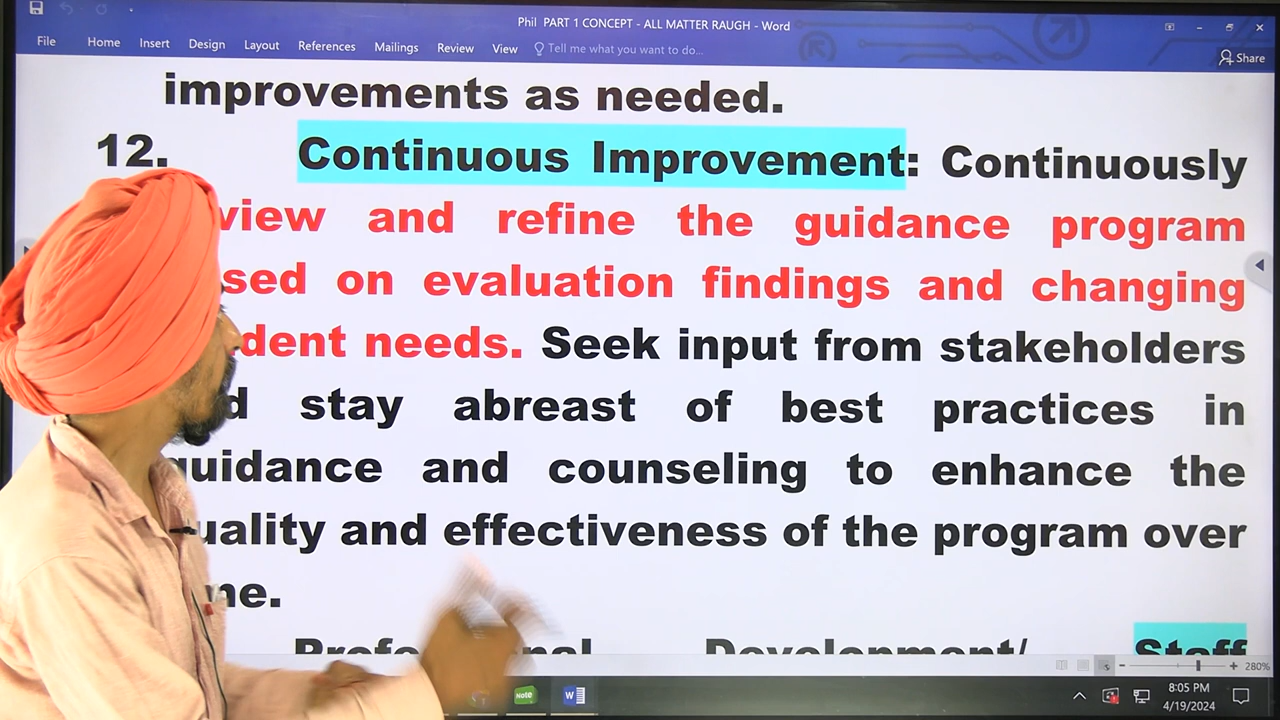 Phil PART 1 CONCEPT - ALL MATTER RAUGH - Word
File Home Insert Design Layout References Mailings Review View Tell me what you want to do... Share
improvements as needed.
12. Continuous Improvement: Continuously
view and refine the guidance program
sed on evaluation findings and changing
dent needs. Seek input from stakeholders
d stay abreast of best practices in
guidance and counseling to enhance the
uality and effectiveness of the program over
me.
Development/ Staff
280%
Note
8:05 PM
4/19/2024